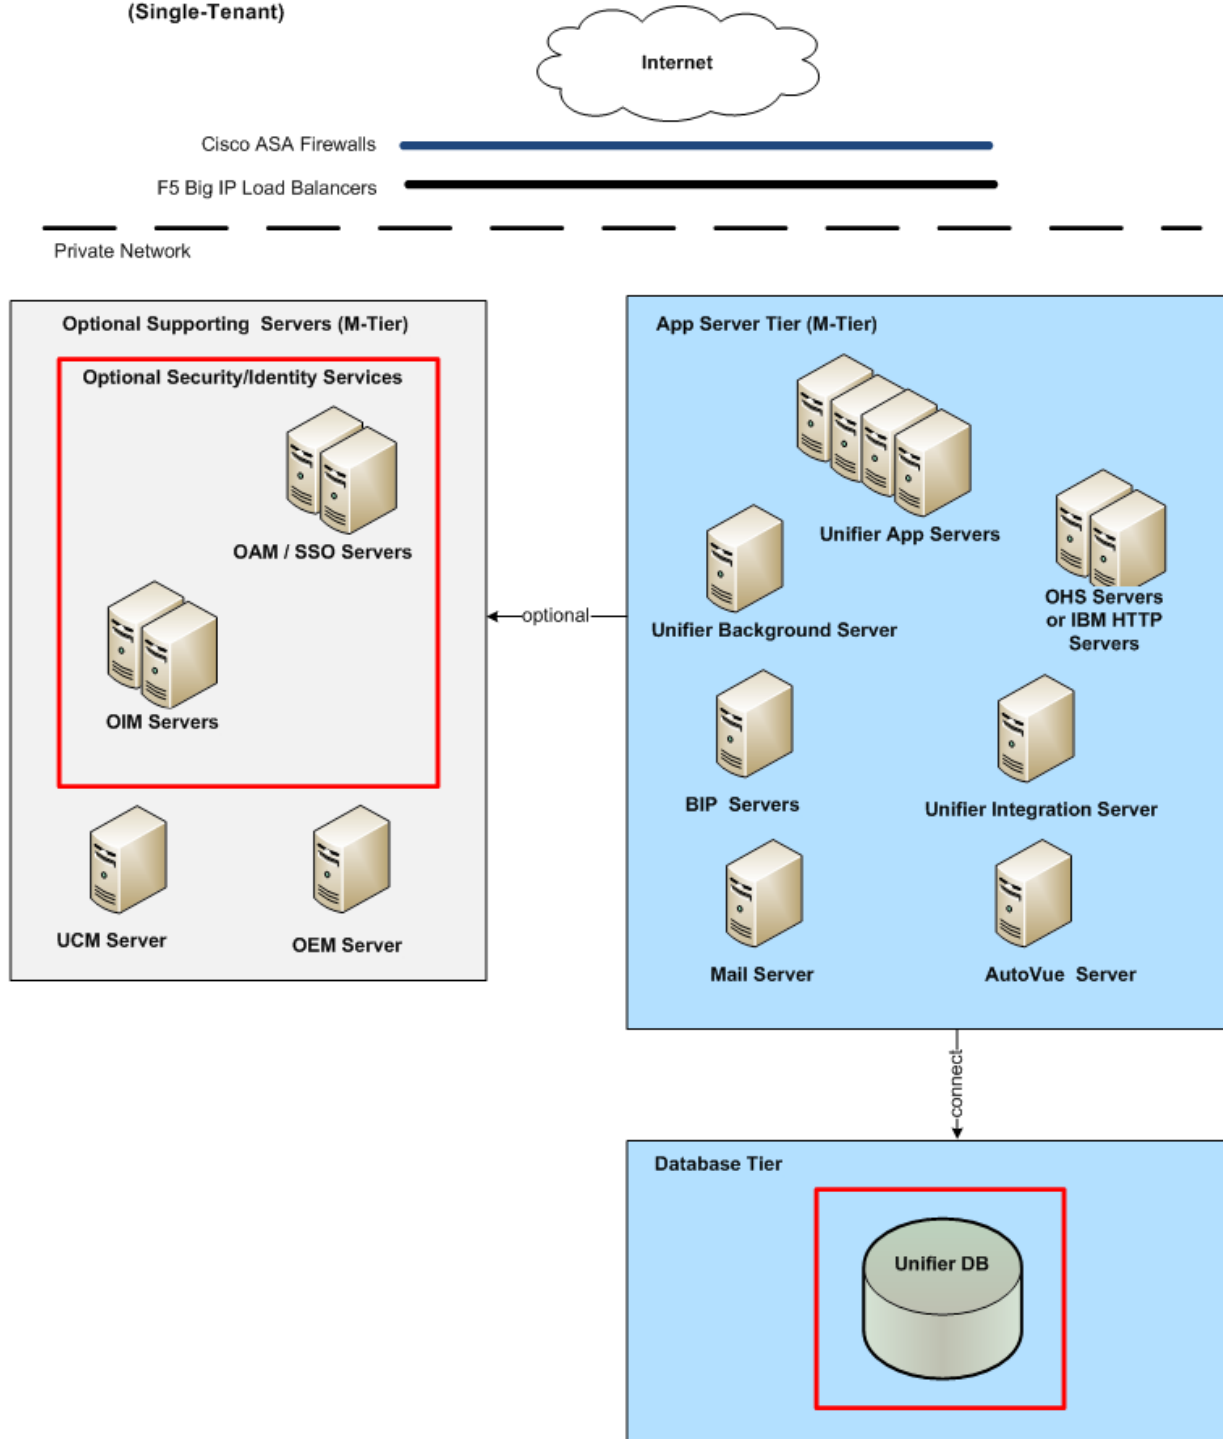 (Single-Tenant)
Internet
Cisco ASA Firewalls
F5 Big IP Load Balancers
Private Network
Optional Supporting Servers (M-Tier)
Optional Security/Identity Services
OAM / SSO Servers
OIM Servers
UCM Server
OEM Server
optional
App Server Tier (M-Tier)
Unifier App Servers
Unifier Background Server
OHS Servers
or IBM HTTP
Servers
BIP Servers
Unifier Integration Server
Mail Server
AutoVue Server
connect
Database Tier
Unifier DB